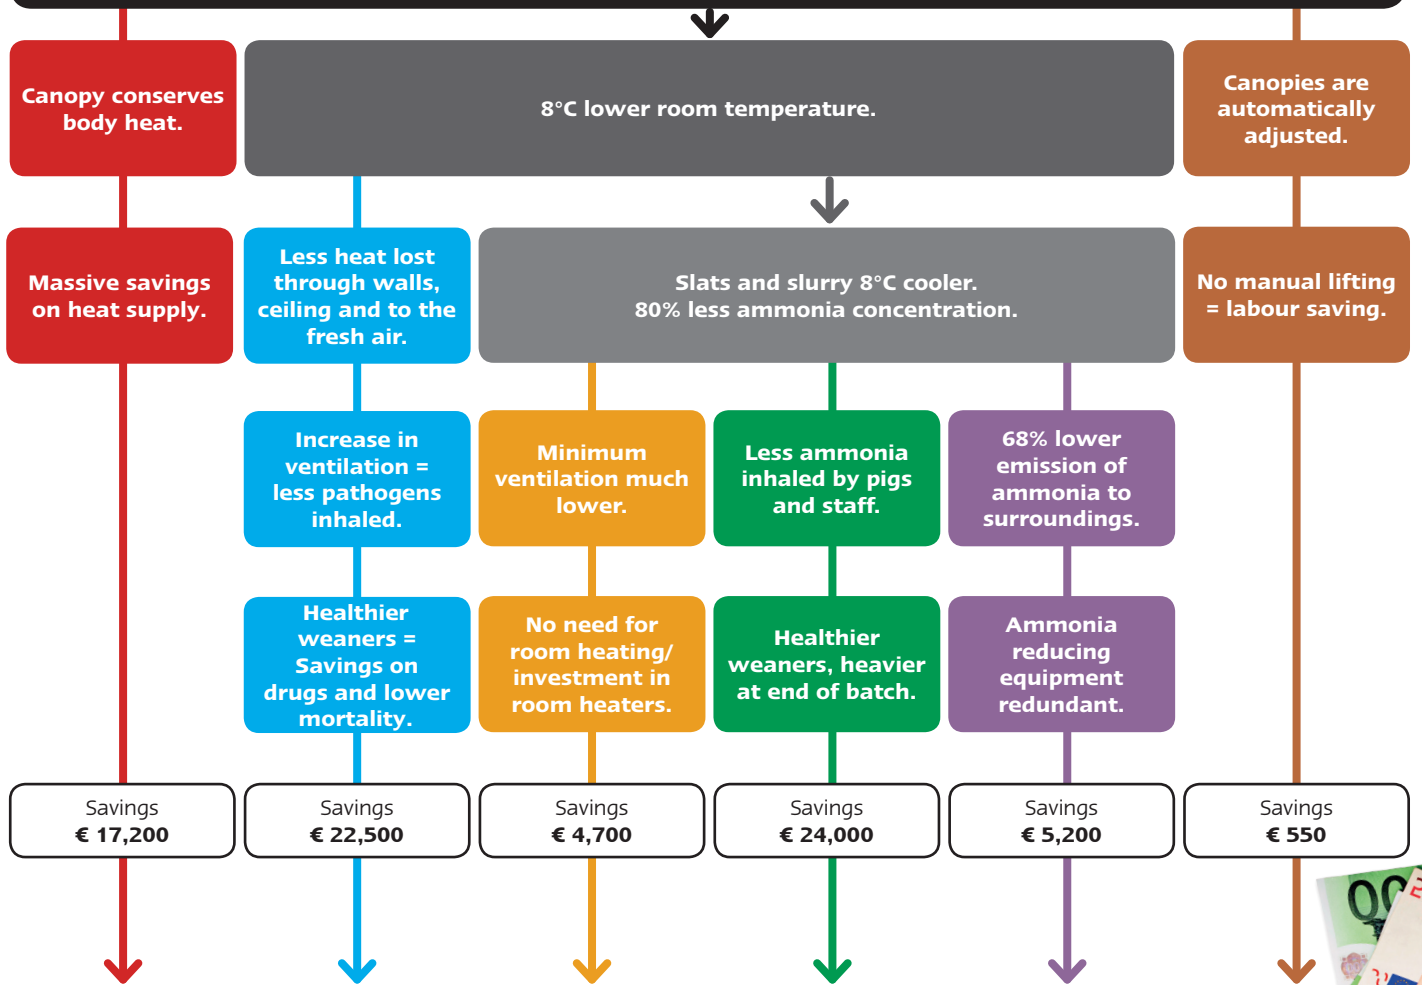 Canopy conserves
body heat.
8°C lower room temperature.
Canopies are
automatically
adjusted.
Massive savings
on heat supply.
Less heat lost
through walls,
ceiling and to the
fresh air.
Slats and slurry 8°C cooler.
80% less ammonia concentration.
No manual lifting
= labour saving.
Increase in
ventilation =
less pathogens
inhaled.
Minimum
ventilation much
lower.
Less ammonia
inhaled by pigs
and staff.
68% lower
emission of
ammonia to
surroundings.
Healthier
weaners =
Savings on
drugs and lower
mortality.
No need for
room heating/
investment in
room heaters.
Healthier
weaners, heavier
at end of batch.
Ammonia
reducing
equipment
redundant.
Savings
€ 17,200
Savings
€ 22,500
Savings
€ 4,700
Savings
€ 24,000
Savings
€ 5,200
Savings
€ 550